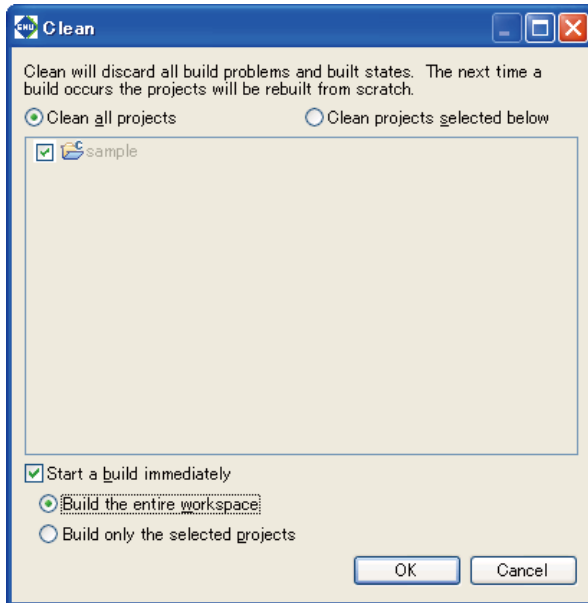 GNU Clean
Clean will discard all build problems and built states. The next time a
build occurs the projects will be rebuilt from scratch.
Clean all projects Clean projects selected below
sample
Start a build immediately
Build the entire workspace
Build only the selected projects
OK Cancel